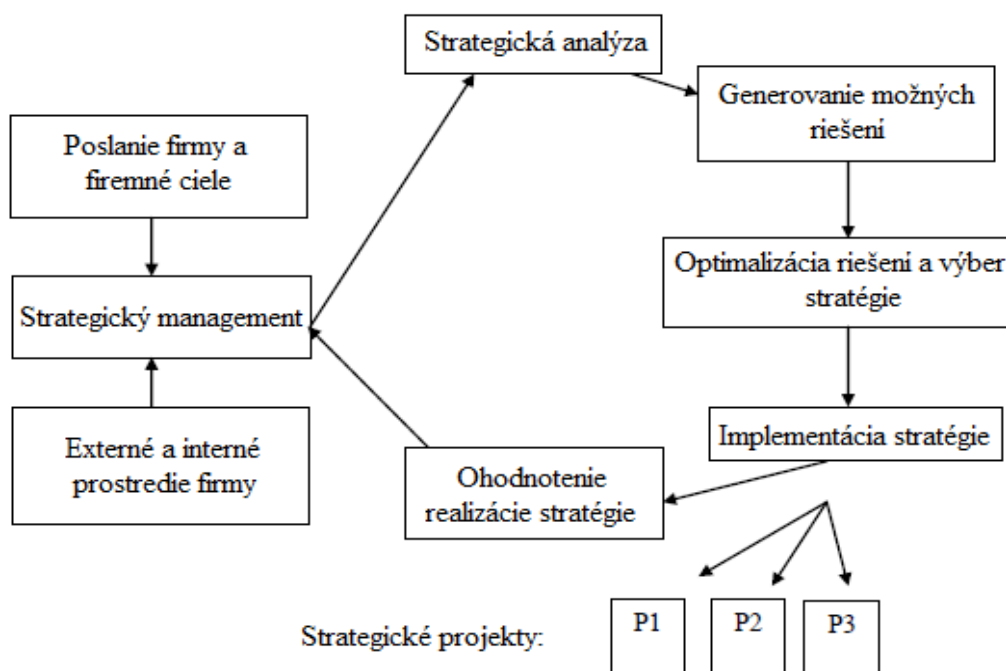 Strategická analýza
Generovanie možných
riešení
Poslanie firmy a
firemné ciele
Optimalizácia riešeni a výber
stratégie
Strategický management
Externé a interné
prostredie firmy
Implementácia stratégie
Ohodnotenie
realizácie stratégie
Strategické projekty:
P1
P2
P3